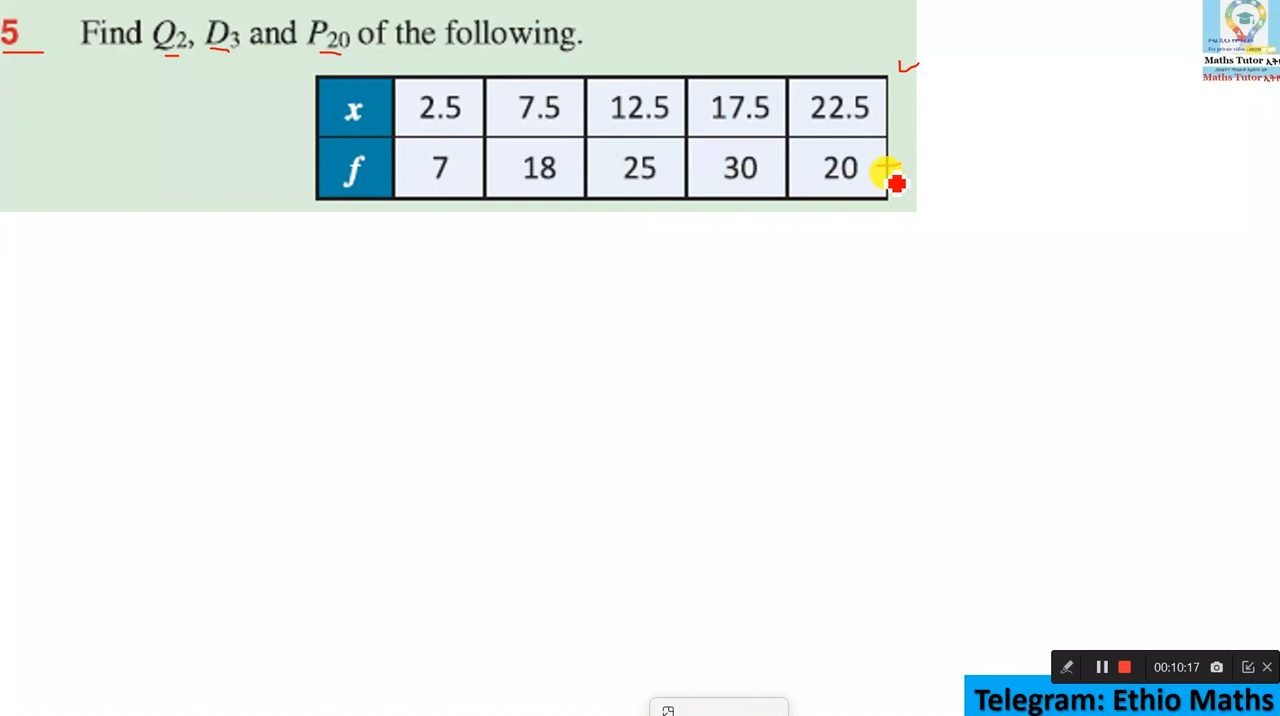 5 Find Q2, D3 and P20 of the following.
x 2.5 7.5 12.5 17.5 22.5
f 7 18 25 30 20
Maths Tutor
Maths Tutor
00:10:17
Telegram: Ethio Maths